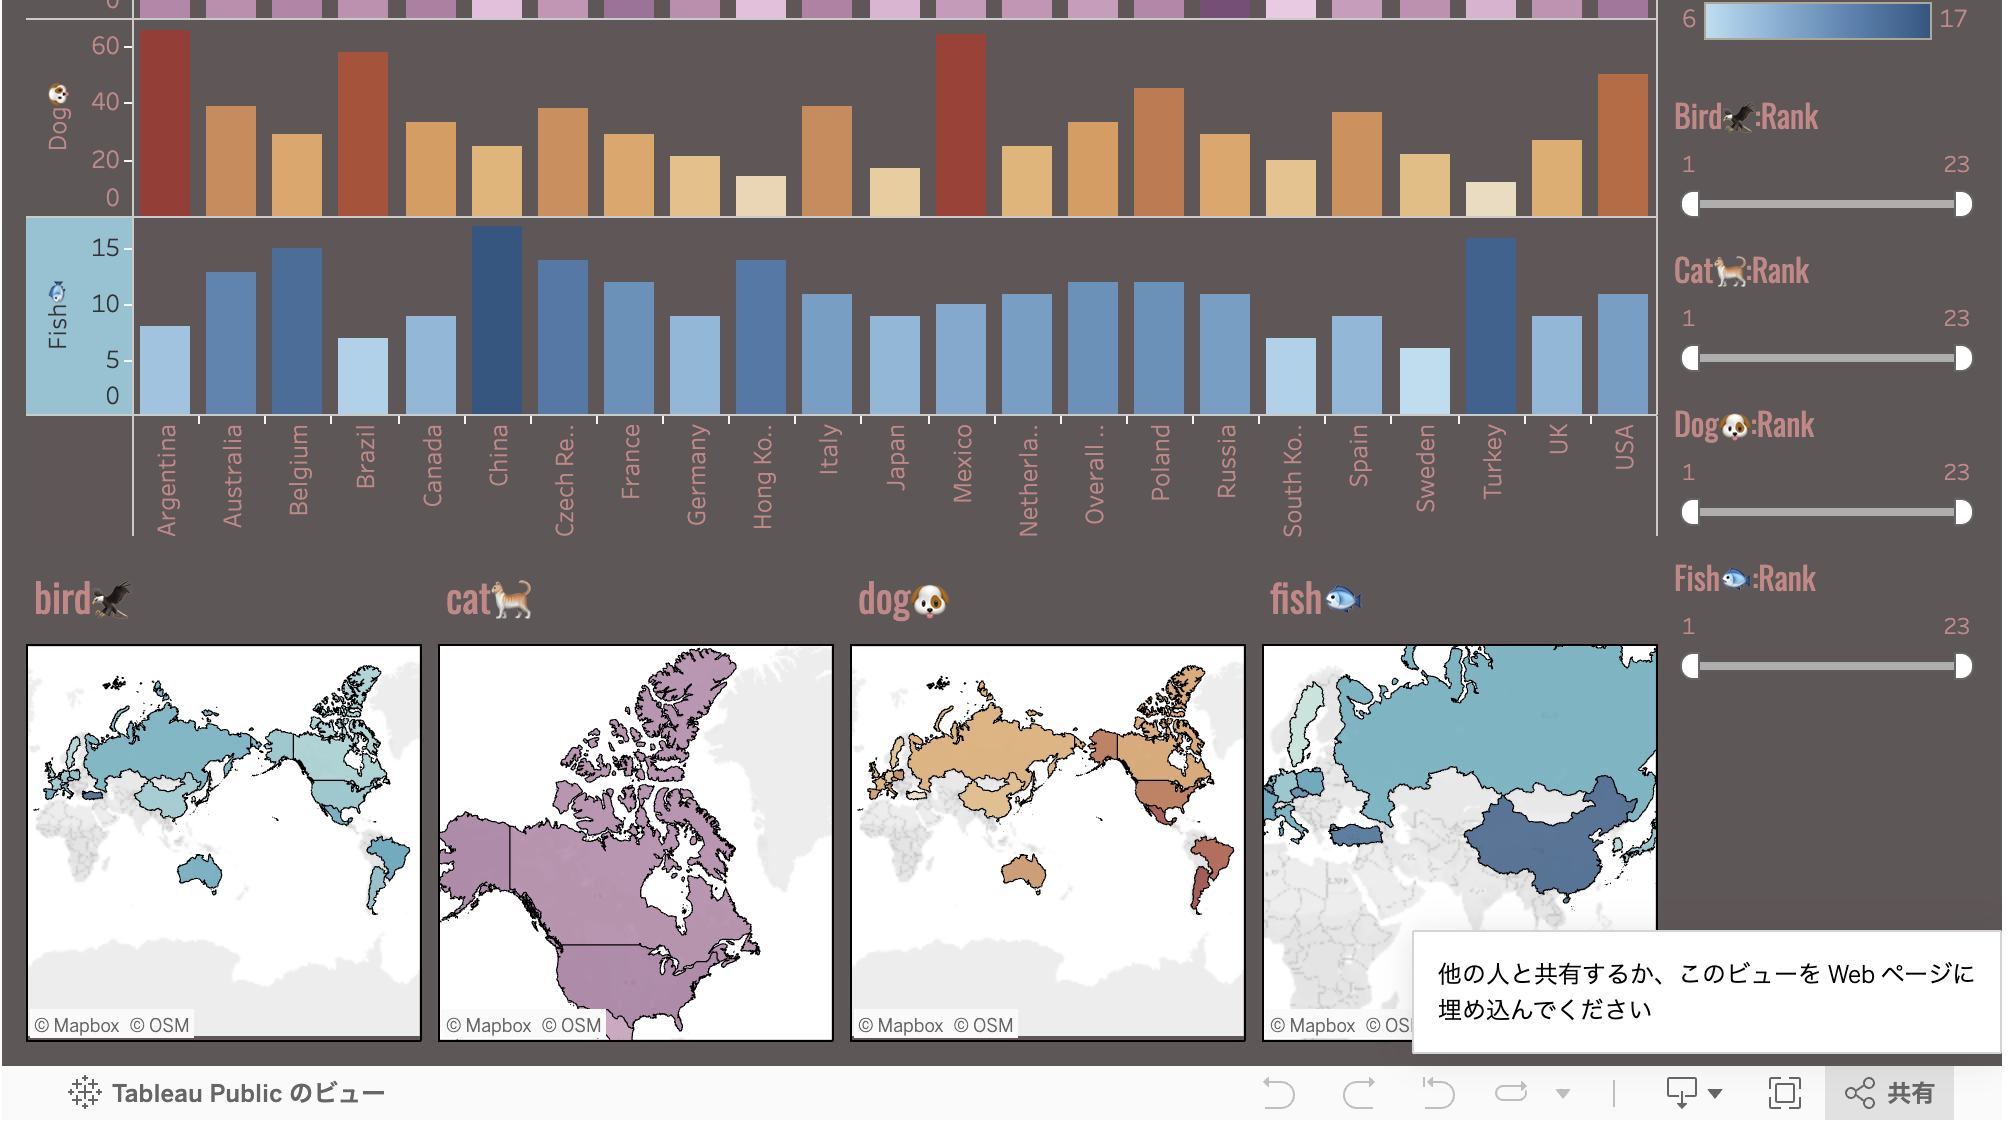 0
6 17
Dog
60
40
20
0
Fish
15
10
5
0
Argentina
Australia
Belgium
Brazil
Canada
China
Czech Re..
France
Germany
Hong Ko..
Italy
Japan
Mexico
Netherla..
Overall ..
Poland
Russia
South Ko..
Spain
Sweden
Turkey
UK
USA
Bird🦅:Rank
1 23
Cat🐈:Rank
1 23
Dog🐶:Rank
1 23
Fish🐟:Rank
1 23
bird🦅
cat🐈
dog🐶
fish🐟
© Mapbox © OSM
© Mapbox © OSM
© Mapbox © OSM
© Mapbox © OS
他の人と共有するか、このビューを Web ページに
埋め込んでください
Tableau Public のビュー
共有